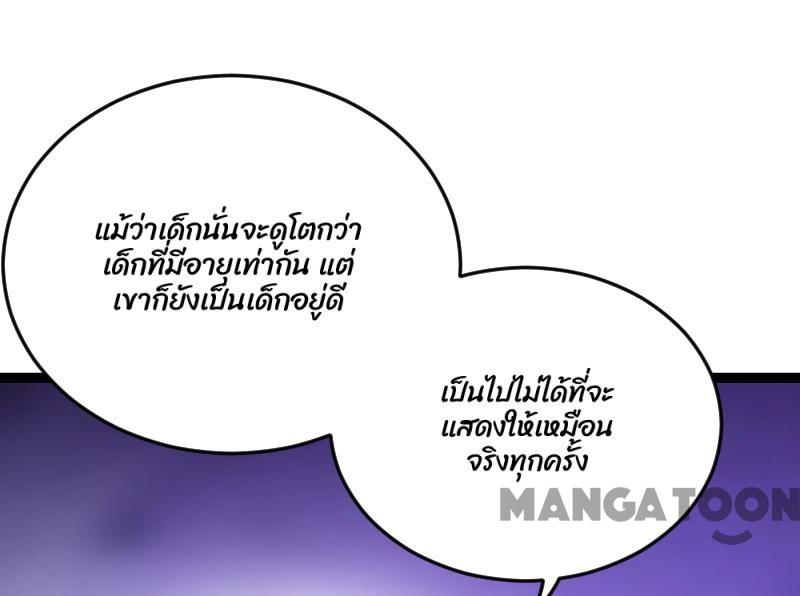 แม้ว่าเด็กนั่นจะดูโตกว่า
เด็กที่มีอายุเท่ากัน แต่
เขาก็ยังเป็นเด็กอยู่ดี
เป็นไปไม่ได้ที่จะ
แสดงให้เหมือน
จริงทุกครั้ง
MANGATOON